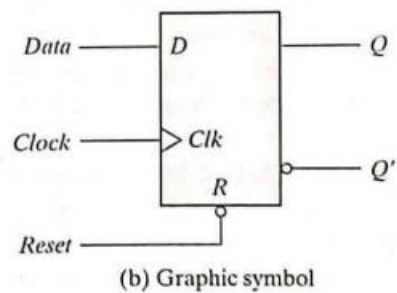 Data D Q
Clock Clk
Q'
R
Reset
(b) Graphic symbol